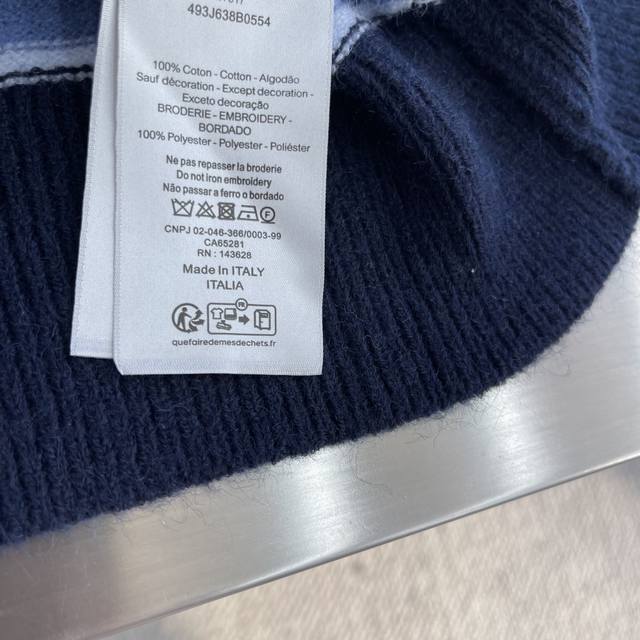 493J638B0554
100% Coton - Cotton - Algodão
Sauf décoration - Except decoration -
Exceto decoração
BRODERIE - EMBROIDERY -
BORDADO
100% Polyester - Polyester - Poliéster
Ne pas repasser la broderie
Do not iron embroidery
Não passar a ferro o bordado
CNPJ 02-046-366/0003-99
CA65281
RN : 143628
Made In ITALY
ITALIA
FR
quefairedemesdechets.fr